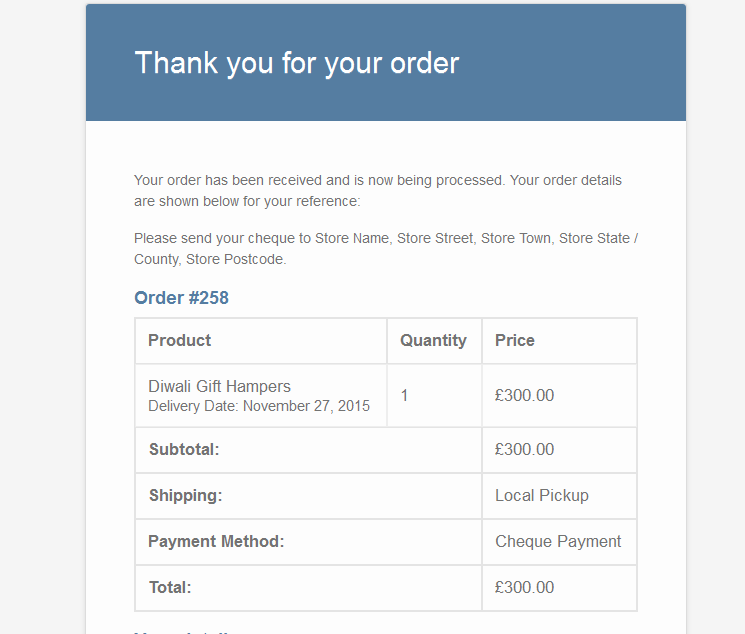 Thank you for your order
Your order has been received and is now being processed. Your order details
are shown below for your reference:
Please send your cheque to Store Name, Store Street, Store Town, Store State /
County, Store Postcode.
Order #258
Product Quantity Price
Diwali Gift Hampers
Delivery Date: November 27, 2015
1 £300.00
Subtotal: £300.00
Shipping: Local Pickup
Payment Method: Cheque Payment
Total: £300.00